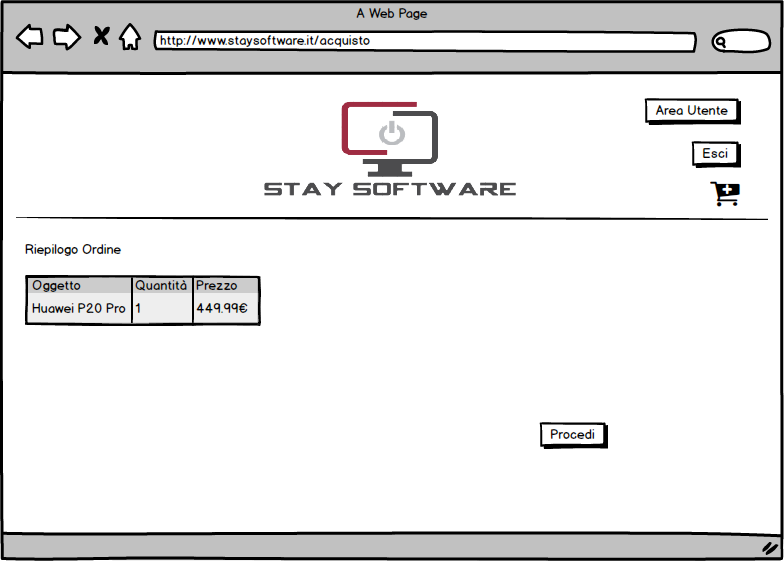 A Web Page
http://www.staysoftware.it/acquisto
Area Utente
Esci
STAY SOFTWARE
Riepilogo Ordine
Oggetto Quantità Prezzo
Huawei P20 Pro 1 449.99€
Procedi